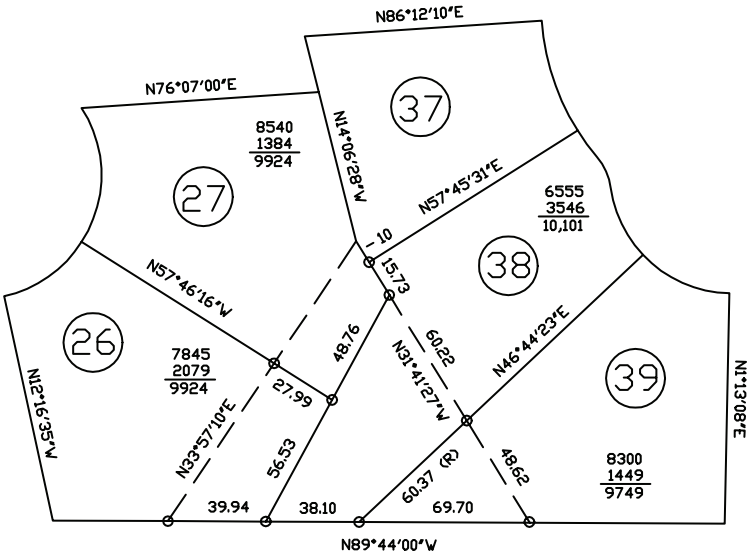 N86°12'10"E
37
N76°07'00"E
8540
1384
9924
N14°06'28"W
27
N57°45'31"E
6555
3546
10,101
10
15.73
38
N57°46'16"W
26
7845
2079
9924
48.76
60.22
N31°41'27"W
N46°44'23"E
39
N1°13'08"E
N12°16'35"W
27.99
N33°57'10"E
56.53
60.37 (R)
48.62
8300
1449
9749
39.94
38.10
69.70
N89°44'00"W